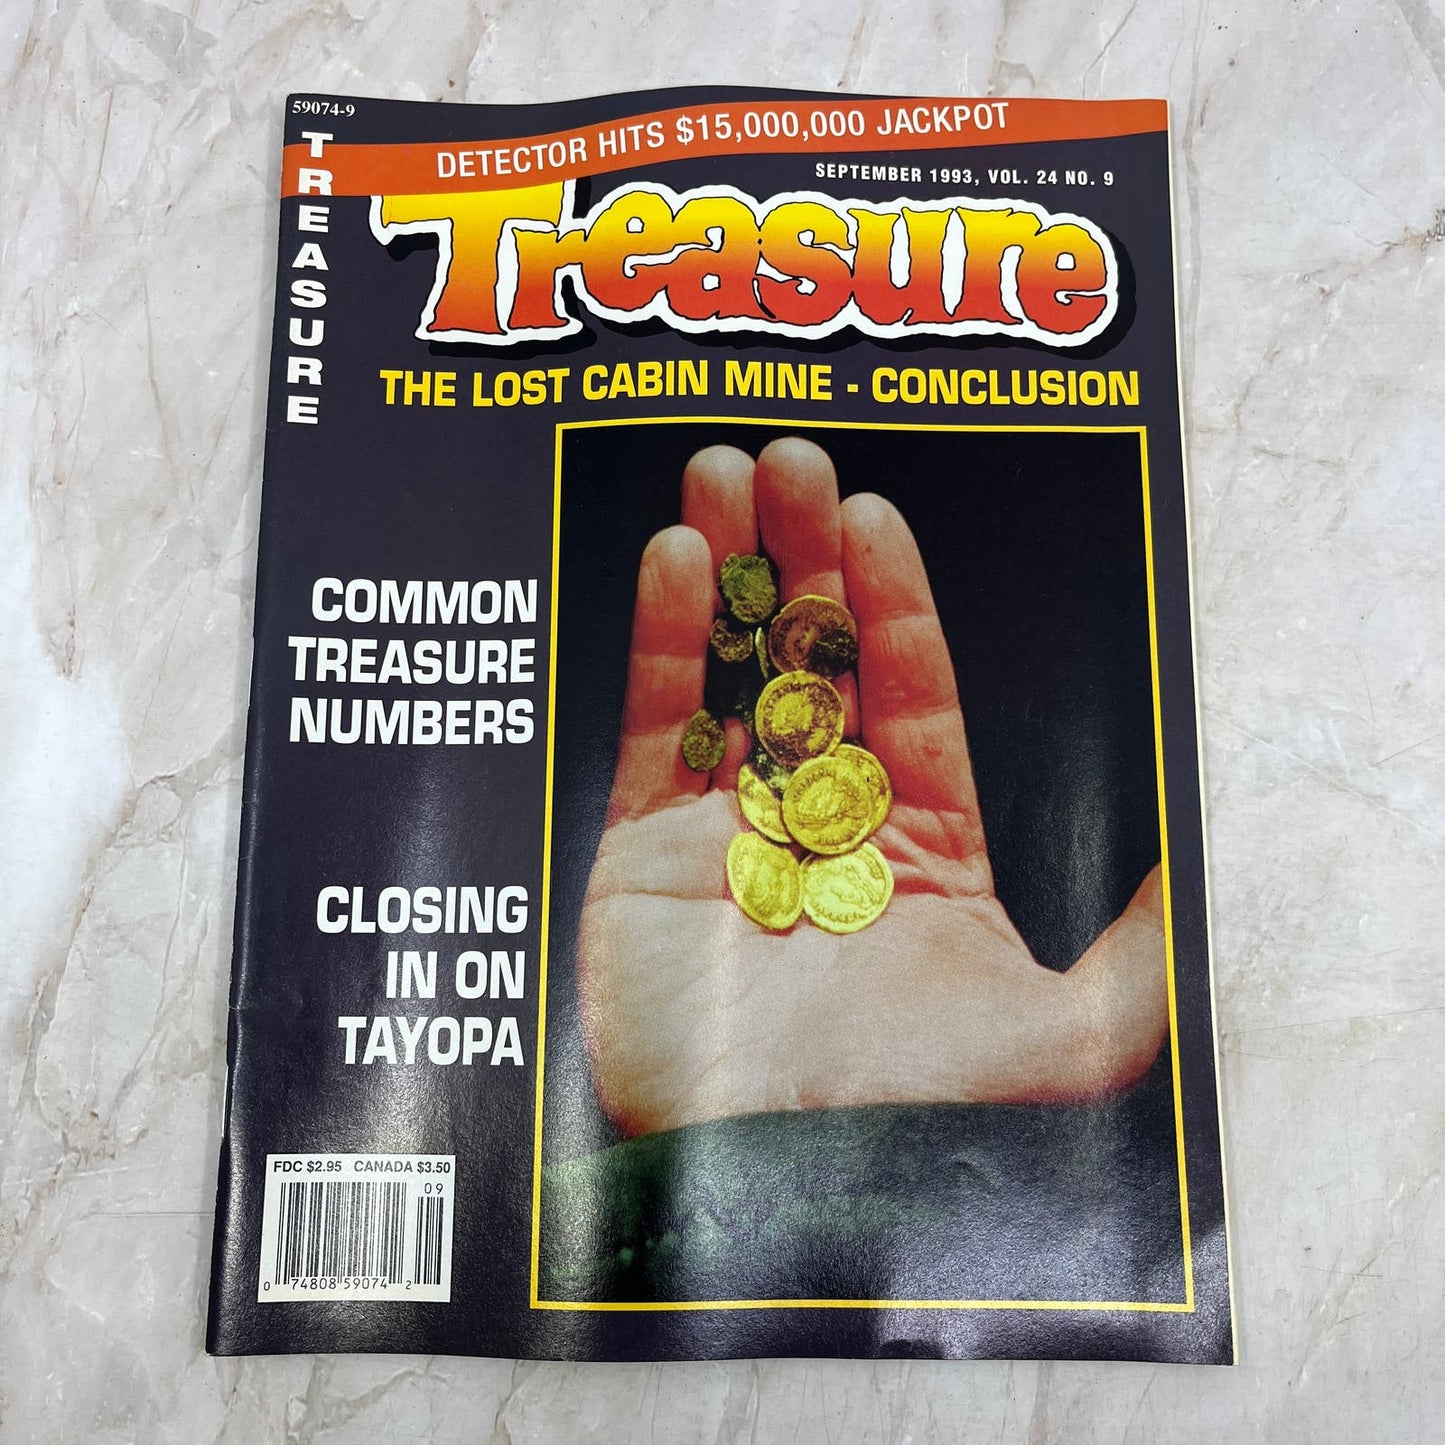 59074-9
DETECTOR HITS $15,000,000 JACKPOT
SEPTEMBER 1993, VOL. 24 NO. 9
TREASURE
Treasure
THE LOST CABIN MINE - CONCLUSION
COMMON
TREASURE
NUMBERS
CLOSING
IN ON
TAYOPA
FDC $2.95 CANADA $3.50
09
0 74808 59074 2